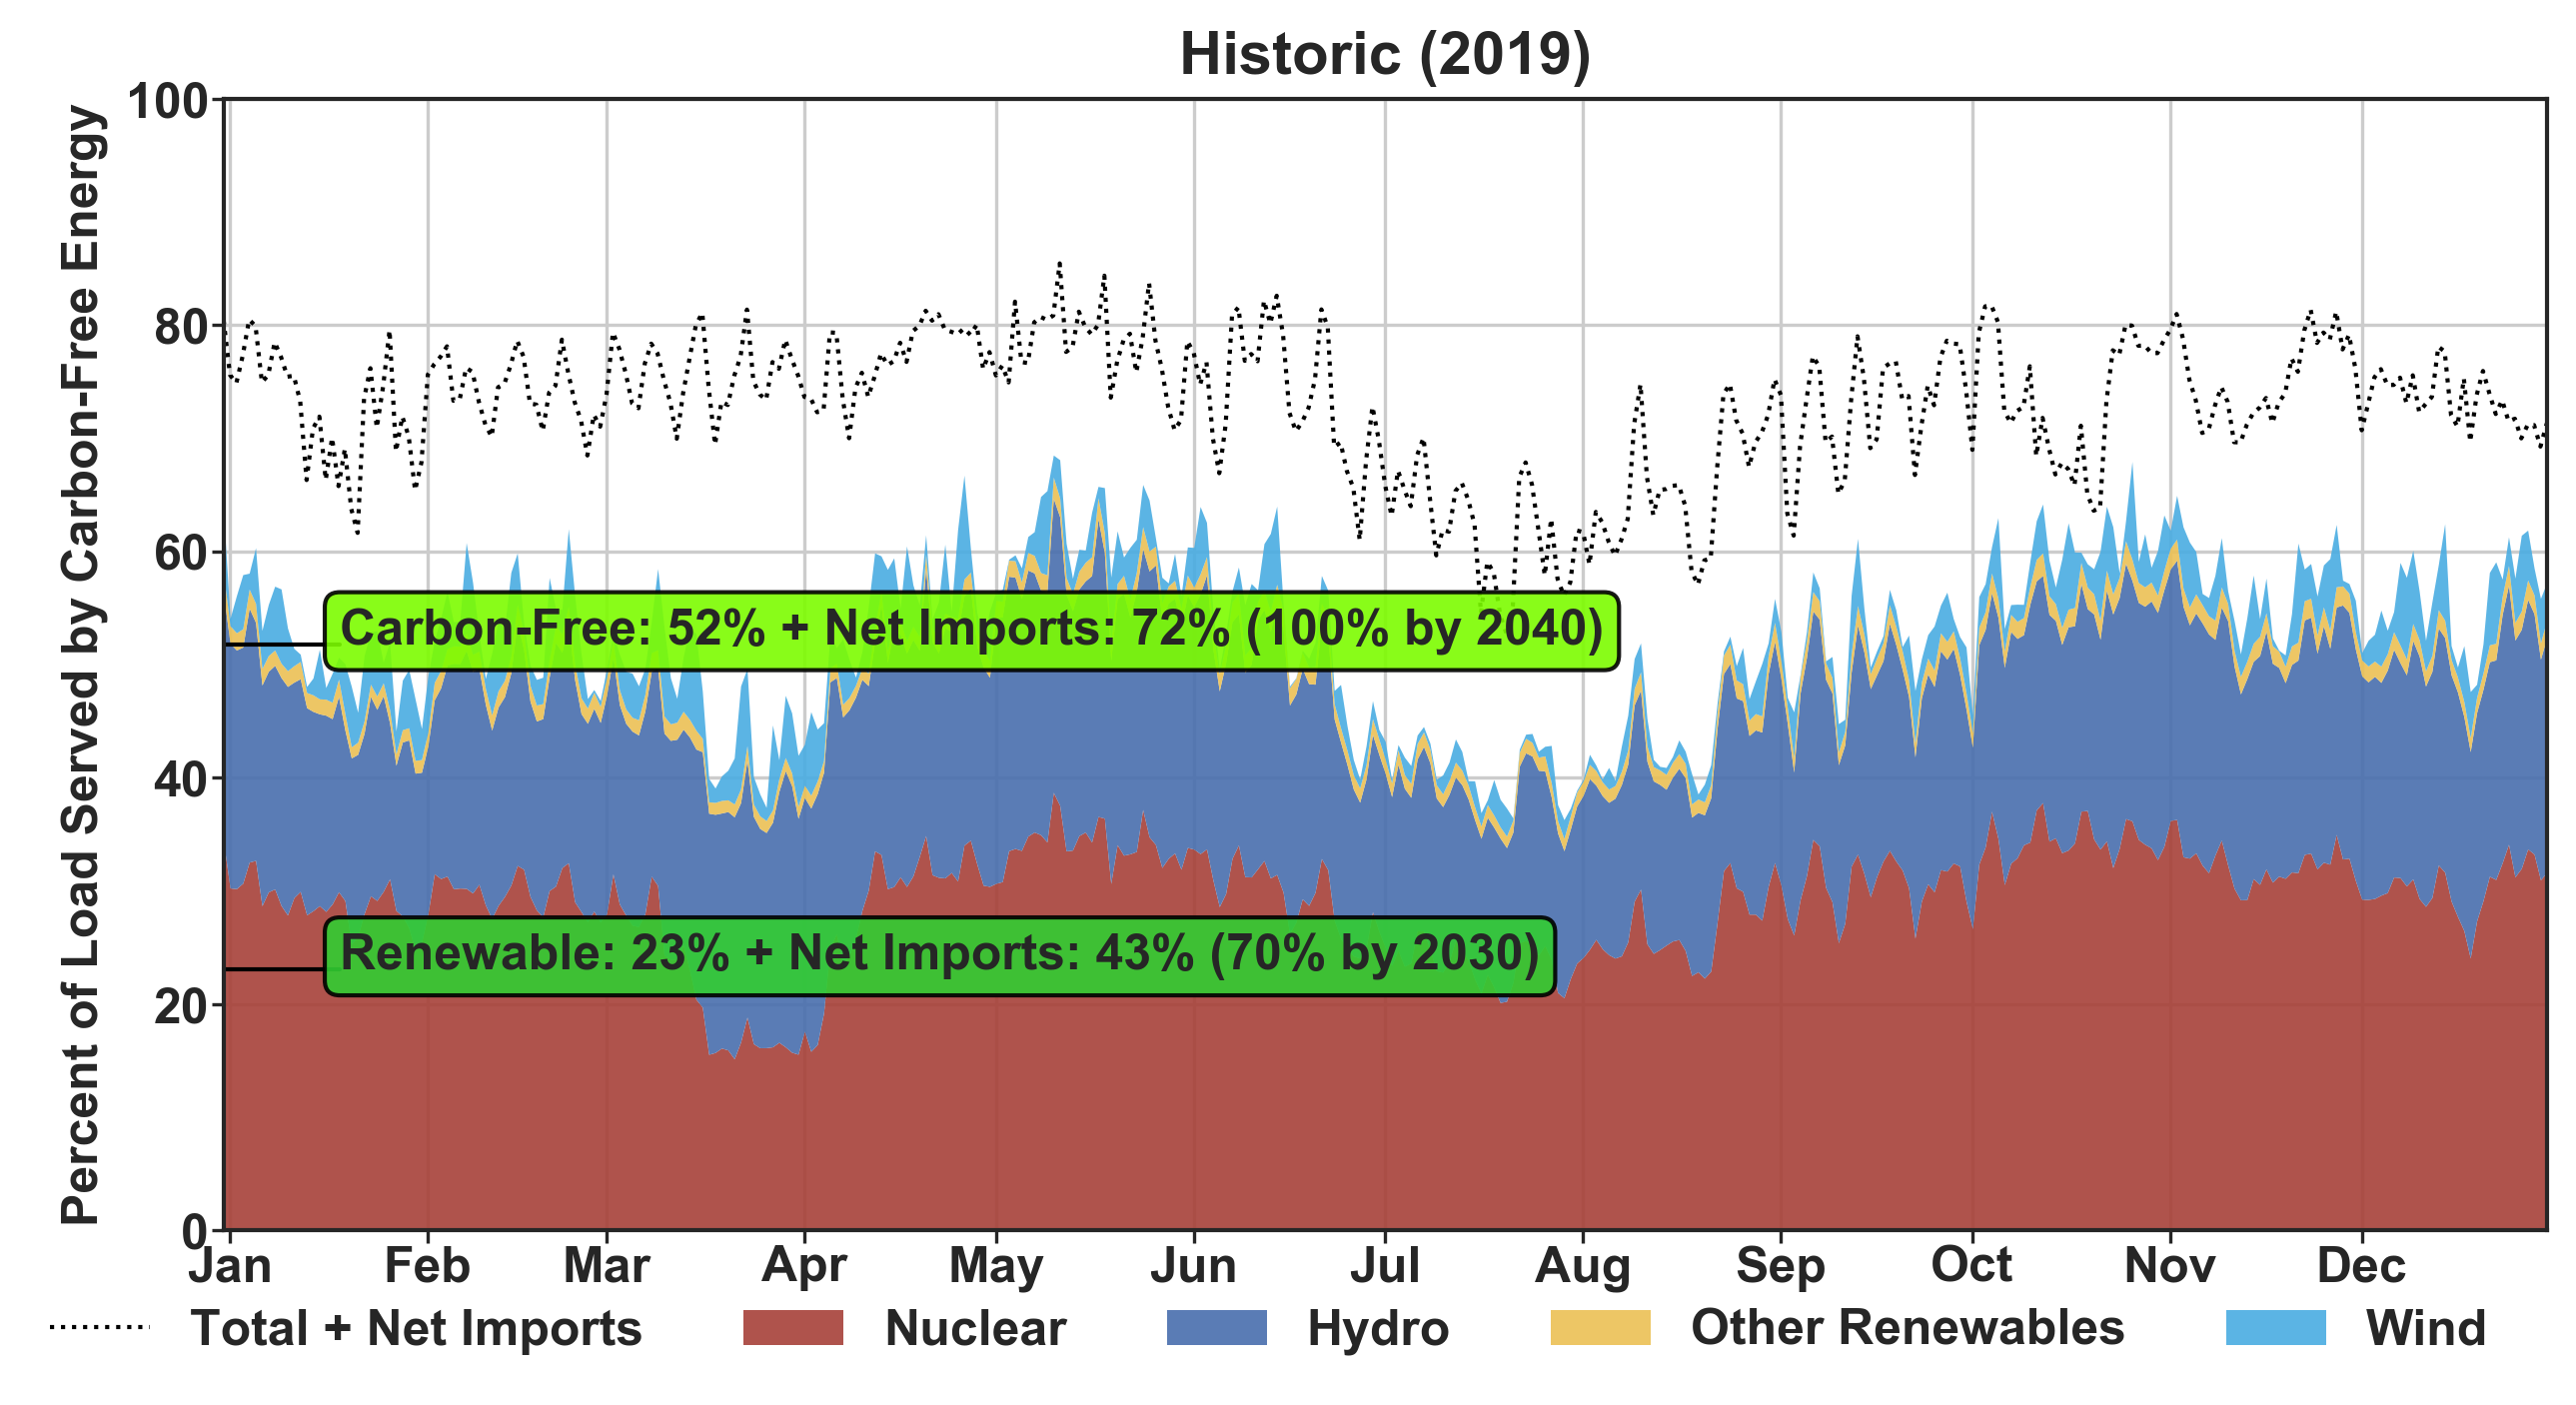 Historic (2019)
Percent of Load Served by Carbon-Free Energy
100
80
60
40
20
0
Carbon-Free: 52% + Net Imports: 72% (100% by 2040)
Renewable: 23% + Net Imports: 43% (70% by 2030)
Jan Feb Mar Apr May Jun Jul Aug Sep Oct Nov Dec
Total + Net Imports Nuclear Hydro Other Renewables Wind